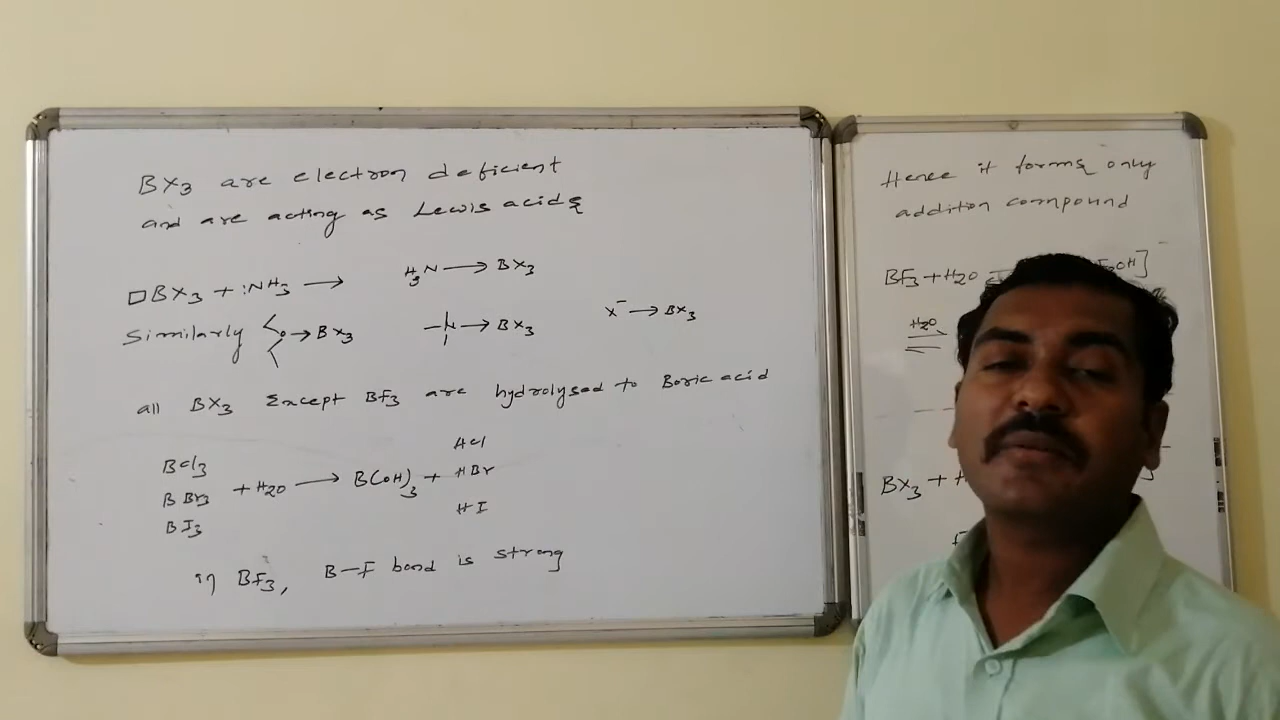 BX3 are electron deficient
and are acting as Lewis acids
□BX3 + :NH3 → H3N → BX3
Similarly O → BX3 —N→ BX3 X⁻ → BX3
all BX3 Except BF3 are hydrolysed to Boric acid
HCl
BCl3
BBr3 + H2O → B(OH)3 + HBr
BI3
HI
in BF3, B—F bond is strong
Hence it forms only
addition compound
BF3 + H2O
H2O
BX3 +